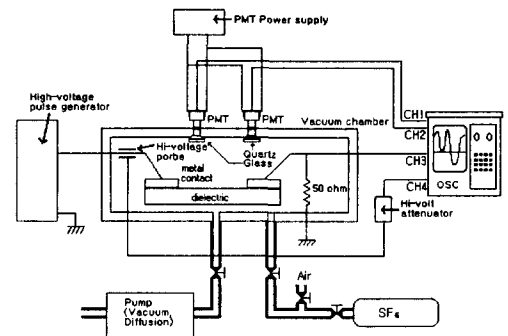 PMT Power supply
High-voltage
pulse generator
PMT
PMT
Vacuum chamber
CH1
CH2
CH3
CH4
OSC
Hi-voltage
porbe
Quartz
Glass
metal
contact
dielectric
50 ohm
Hi-volt
attenuator
Air
Pump
(Vacuum,
Diffusion)
SF₆